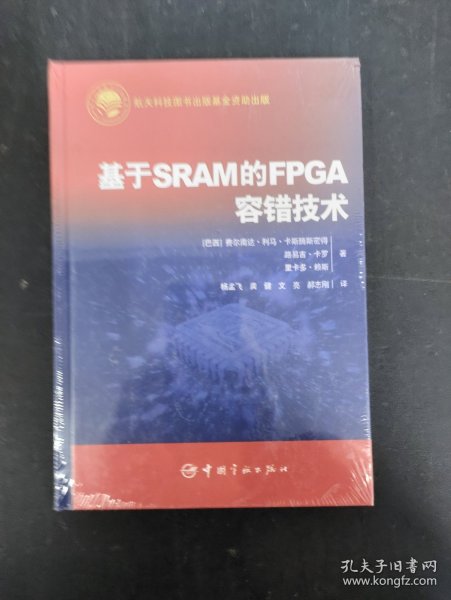 航天科技图书出版基金资助出版
基于SRAM的FPGA
容错技术
[巴西] 费尔南达·利马·卡斯腾斯密得
路易吉·卡罗 著
里卡多·赖斯
杨孟飞 龚健 文亮 郝志刚 译
中国宇航出版社
孔夫子旧书网
www.kongfz.com